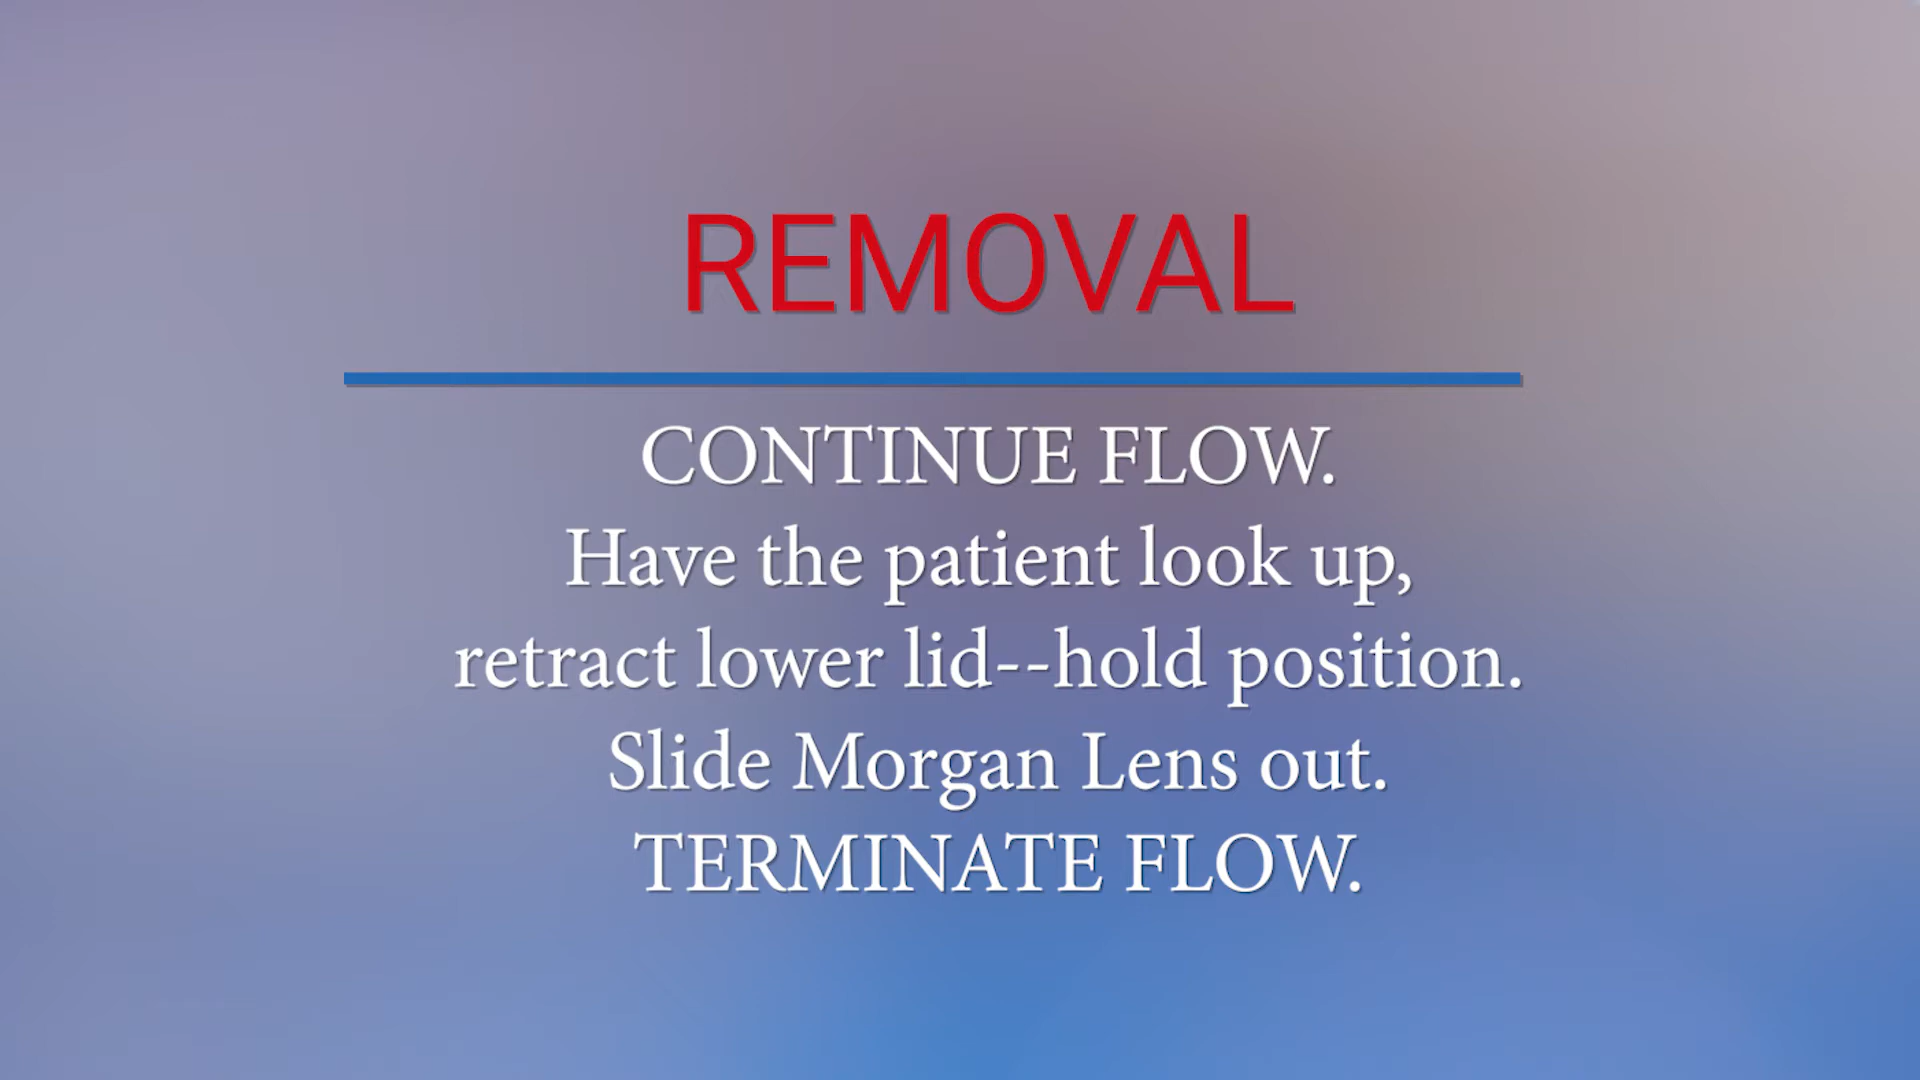 REMOVAL
CONTINUE FLOW.
Have the patient look up,
retract lower lid--hold position.
Slide Morgan Lens out.
TERMINATE FLOW.